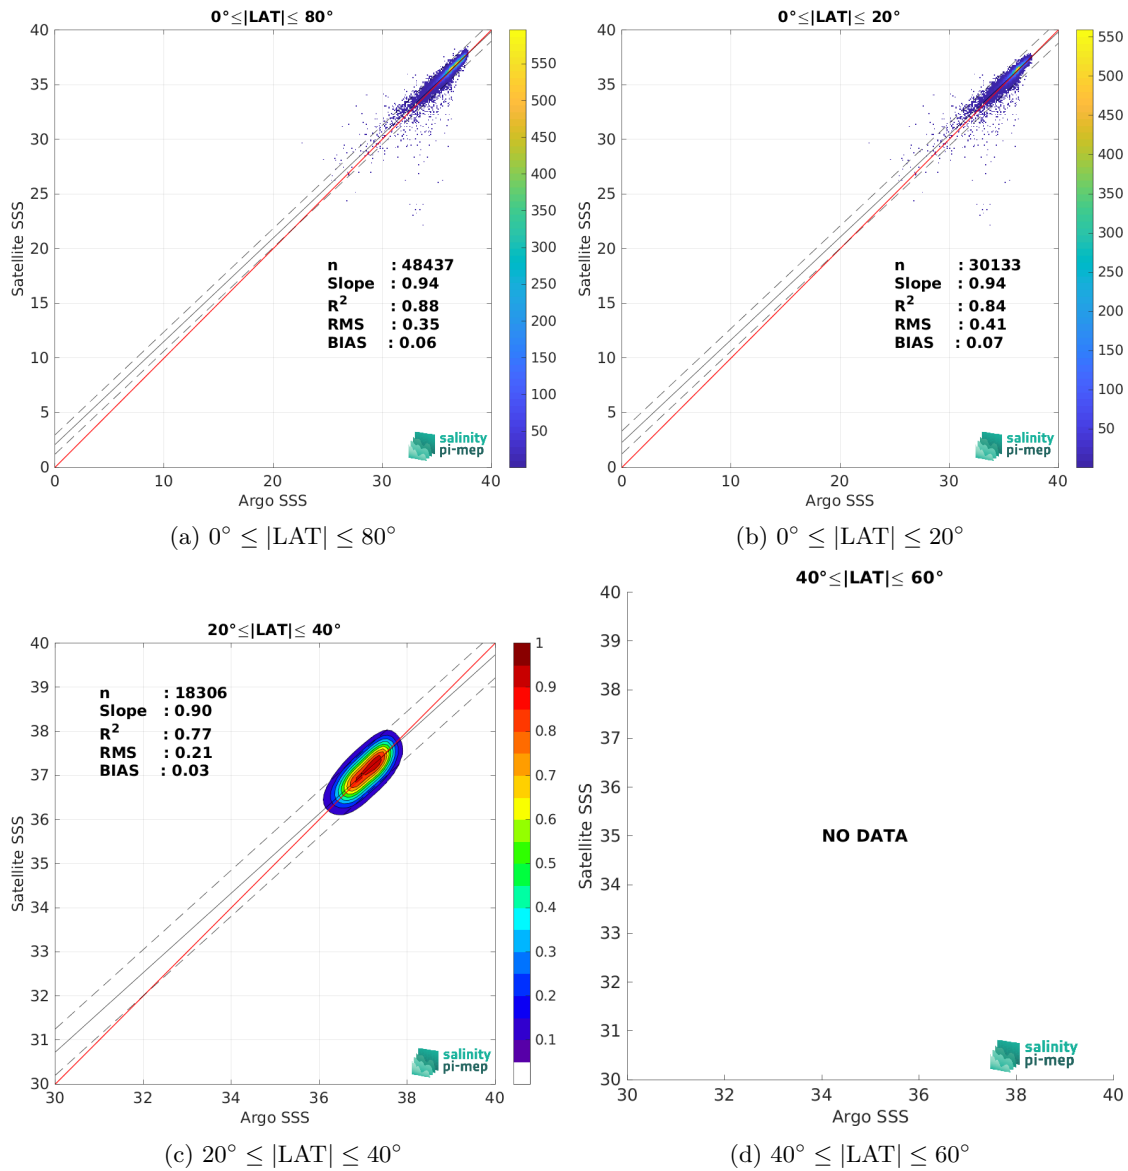 0°≤|LAT|≤ 80°
40
35
30
25
20
15
10
5
0
0
10
20
30
40
Satellite SSS
Argo SSS
n : 48437
Slope : 0.94
R² : 0.88
RMS : 0.35
BIAS : 0.06
salinity
pi-mep
550
500
450
400
350
300
250
200
150
100
50
(a) 0° ≤ |LAT| ≤ 80°
0°≤|LAT|≤ 20°
40
35
30
25
20
15
10
5
0
0
10
20
30
40
Satellite SSS
Argo SSS
n : 30133
Slope : 0.94
R² : 0.84
RMS : 0.41
BIAS : 0.07
salinity
pi-mep
550
500
450
400
350
300
250
200
150
100
50
(b) 0° ≤ |LAT| ≤ 20°
20°≤|LAT|≤ 40°
40
39
38
37
36
35
34
33
32
31
30
30
32
34
36
38
40
Satellite SSS
Argo SSS
n : 18306
Slope : 0.90
R² : 0.77
RMS : 0.21
BIAS : 0.03
salinity
pi-mep
1
0.9
0.8
0.7
0.6
0.5
0.4
0.3
0.2
0.1
(c) 20° ≤ |LAT| ≤ 40°
40°≤|LAT|≤ 60°
40
39
38
37
36
35
34
33
32
31
30
30
32
34
36
38
40
Satellite SSS
Argo SSS
NO DATA
salinity
pi-mep
(d) 40° ≤ |LAT| ≤ 60°